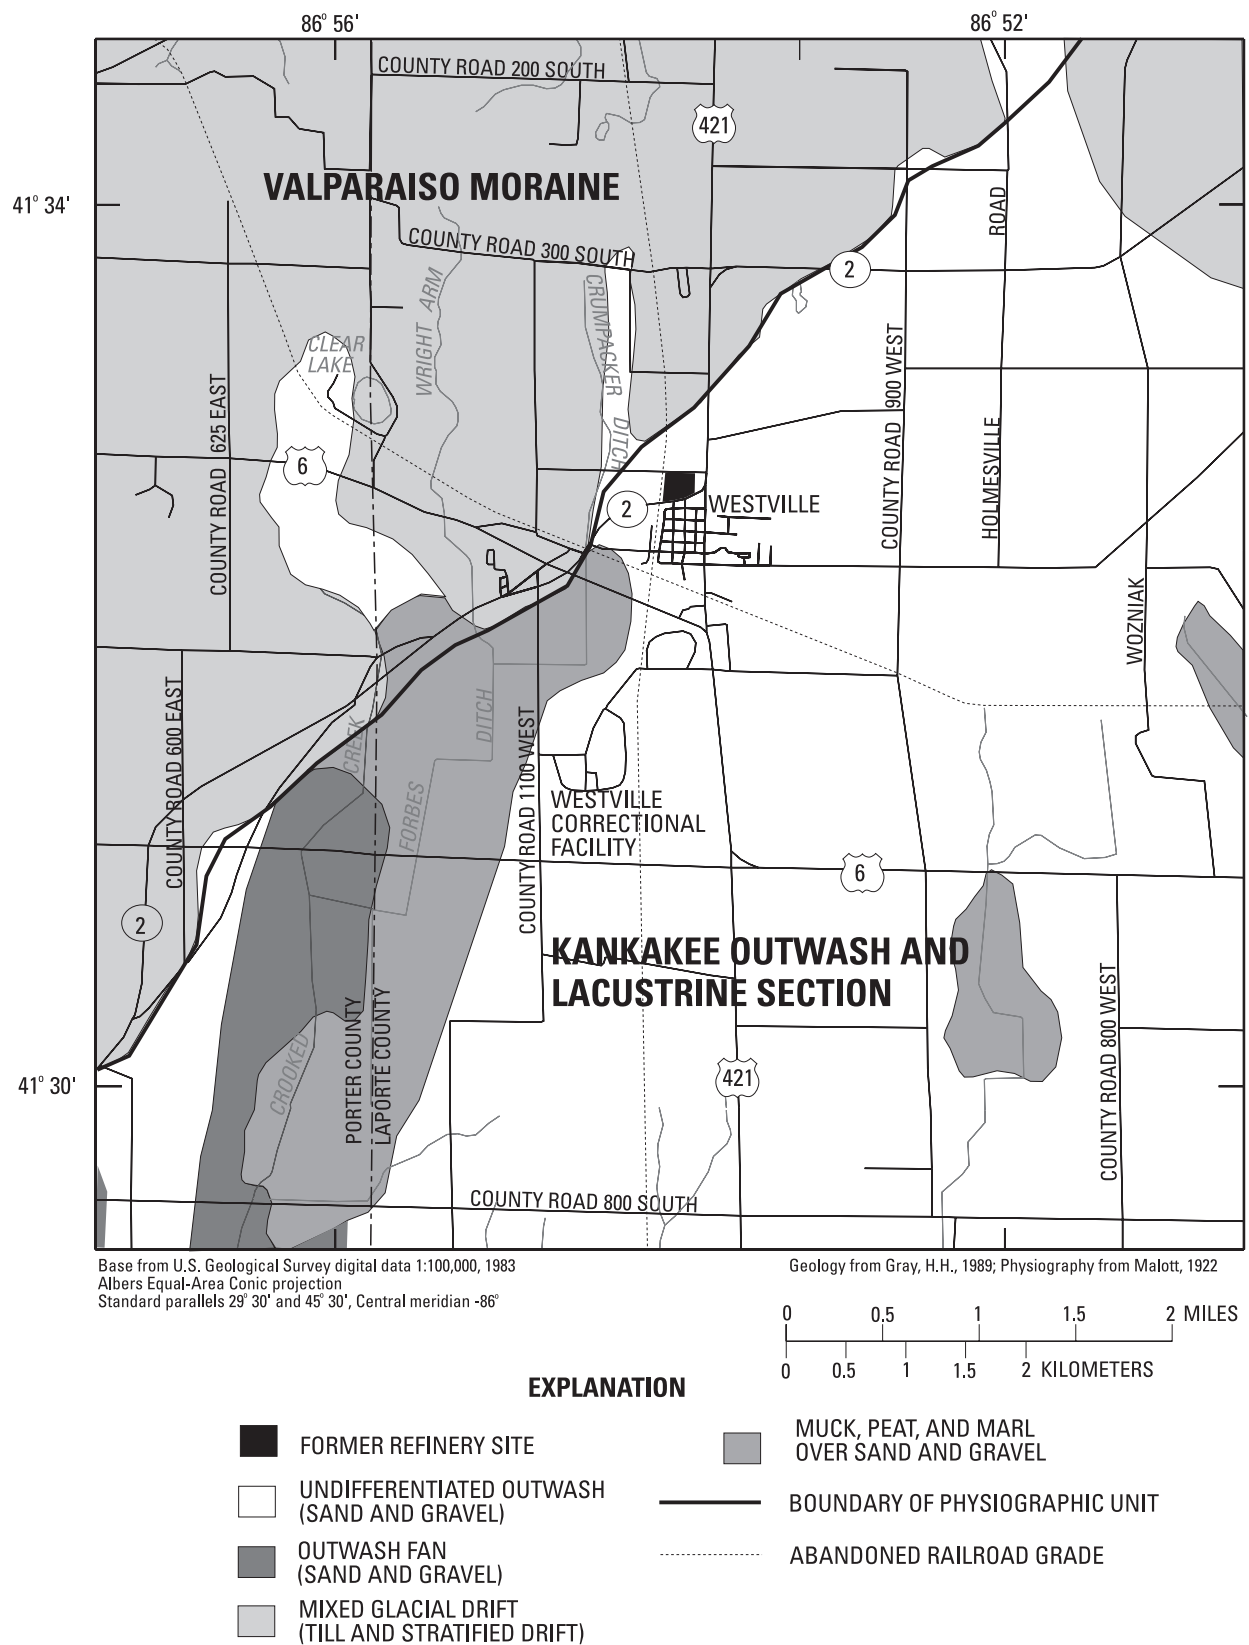 86° 56'
86° 52'
COUNTY ROAD 200 SOUTH
421
VALPARAISO MORAINE
41° 34'
ROAD
COUNTY ROAD 300 SOUTH
2
WRIGHT ARM
CRUMPACKER DITCH
CLEAR
LAKE
COUNTY ROAD 900 WEST
COUNTY ROAD 625 EAST
HOLMESVILLE
6
2
WESTVILLE
WOZNIAK
COUNTY ROAD 600 EAST
CREEK
DITCH
FORBES
COUNTY ROAD 1100 WEST
WESTVILLE
CORRECTIONAL
FACILITY
6
2
KANKAKEE OUTWASH AND
LACUSTRINE SECTION
COUNTY ROAD 800 WEST
CROOKED
PORTER COUNTY
LAPORTE COUNTY
421
41° 30'
COUNTY ROAD 800 SOUTH
Base from U.S. Geological Survey digital data 1:100,000, 1983
Albers Equal-Area Conic projection
Standard parallels 29° 30' and 45° 30', Central meridian -86°
Geology from Gray, H.H., 1989; Physiography from Malott, 1922
0 0.5 1 1.5 2 MILES
0 0.5 1 1.5 2 KILOMETERS
EXPLANATION
FORMER REFINERY SITE
UNDIFFERENTIATED OUTWASH
(SAND AND GRAVEL)
OUTWASH FAN
(SAND AND GRAVEL)
MIXED GLACIAL DRIFT
(TILL AND STRATIFIED DRIFT)
MUCK, PEAT, AND MARL
OVER SAND AND GRAVEL
BOUNDARY OF PHYSIOGRAPHIC UNIT
ABANDONED RAILROAD GRADE